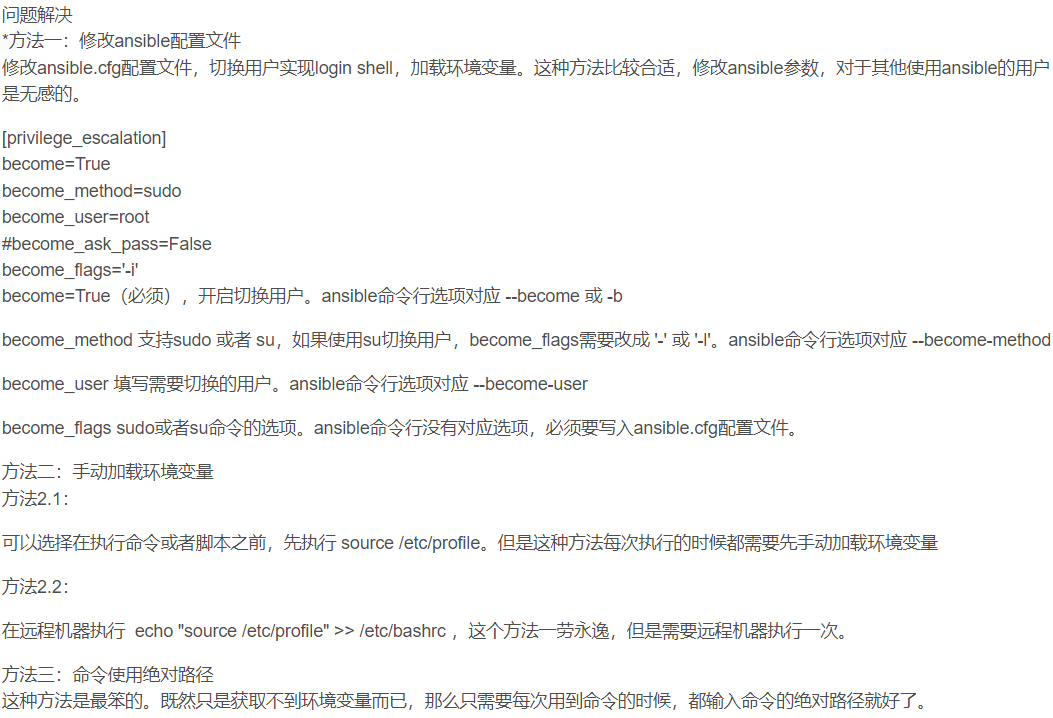 问题解决
*方法一：修改ansible配置文件
修改ansible.cfg配置文件，切换用户实现login shell，加载环境变量。这种方法比较合适，修改ansible参数，对于其他使用ansible的用户
是无感的。
[privilege_escalation]
become=True
become_method=sudo
become_user=root
#become_ask_pass=False
become_flags='-i'
become=True（必须），开启切换用户。ansible命令行选项对应 --become 或 -b
become_method 支持sudo 或者 su，如果使用su切换用户，become_flags需要改成 '-' 或 '-l'。ansible命令行选项对应 --become-method
become_user 填写需要切换的用户。ansible命令行选项对应 --become-user
become_flags sudo或者su命令的选项。ansible命令行没有对应选项，必须要写入ansible.cfg配置文件。
方法二：手动加载环境变量
方法2.1：
可以选择在执行命令或者脚本之前，先执行 source /etc/profile。但是这种方法每次执行的时候都需要先手动加载环境变量
方法2.2：
在远程机器执行  echo "source /etc/profile" >> /etc/bashrc ，这个方法一劳永逸，但是需要远程机器执行一次。
方法三：命令使用绝对路径
这种方法是最笨的。既然只是获取不到环境变量而已，那么只需要每次用到命令的时候，都输入命令的绝对路径就好了。